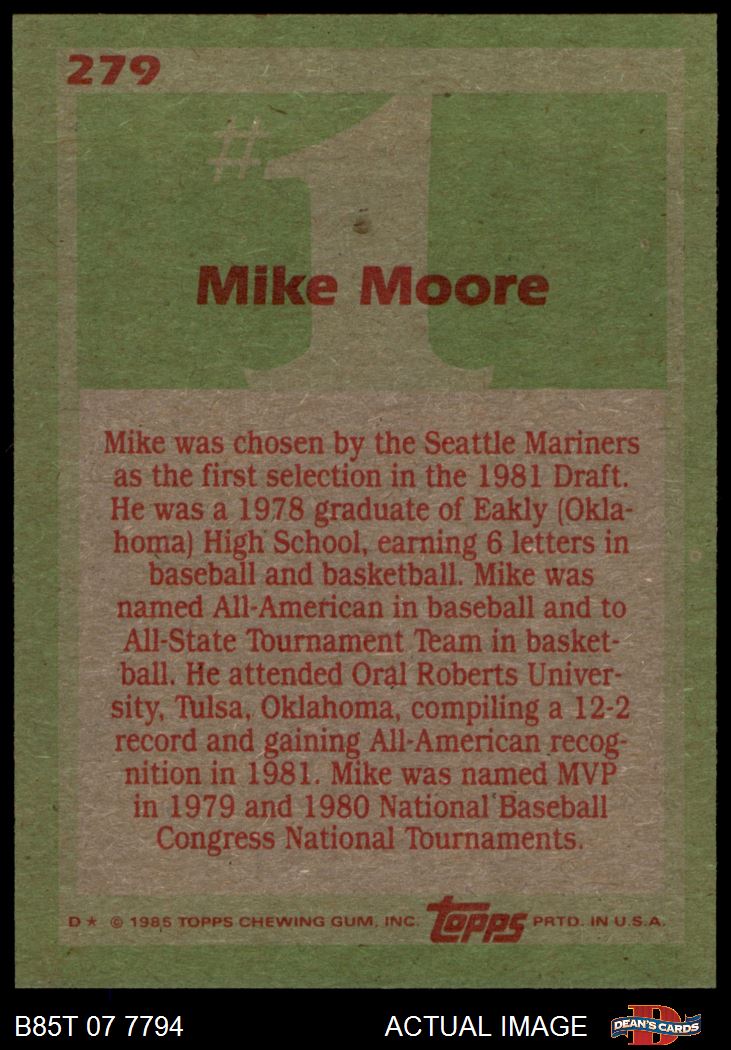 279
#1
Mike Moore
Mike was chosen by the Seattle Mariners
as the first selection in the 1981 Draft.
He was a 1978 graduate of Eakly (Okla-
homa) High School, earning 6 letters in
baseball and basketball. Mike was
named All-American in baseball and to
All-State Tournament Team in basket-
ball. He attended Oral Roberts Univer-
sity, Tulsa, Oklahoma, compiling a 12-2
record and gaining All-American recog-
nition in 1981. Mike was named MVP
in 1979 and 1980 National Baseball
Congress National Tournaments.
D * © 1985 TOPPS CHEWING GUM, INC. Topps PRTD. IN U.S.A.
B85T 07 7794 ACTUAL IMAGE D DEAN'S CARDS